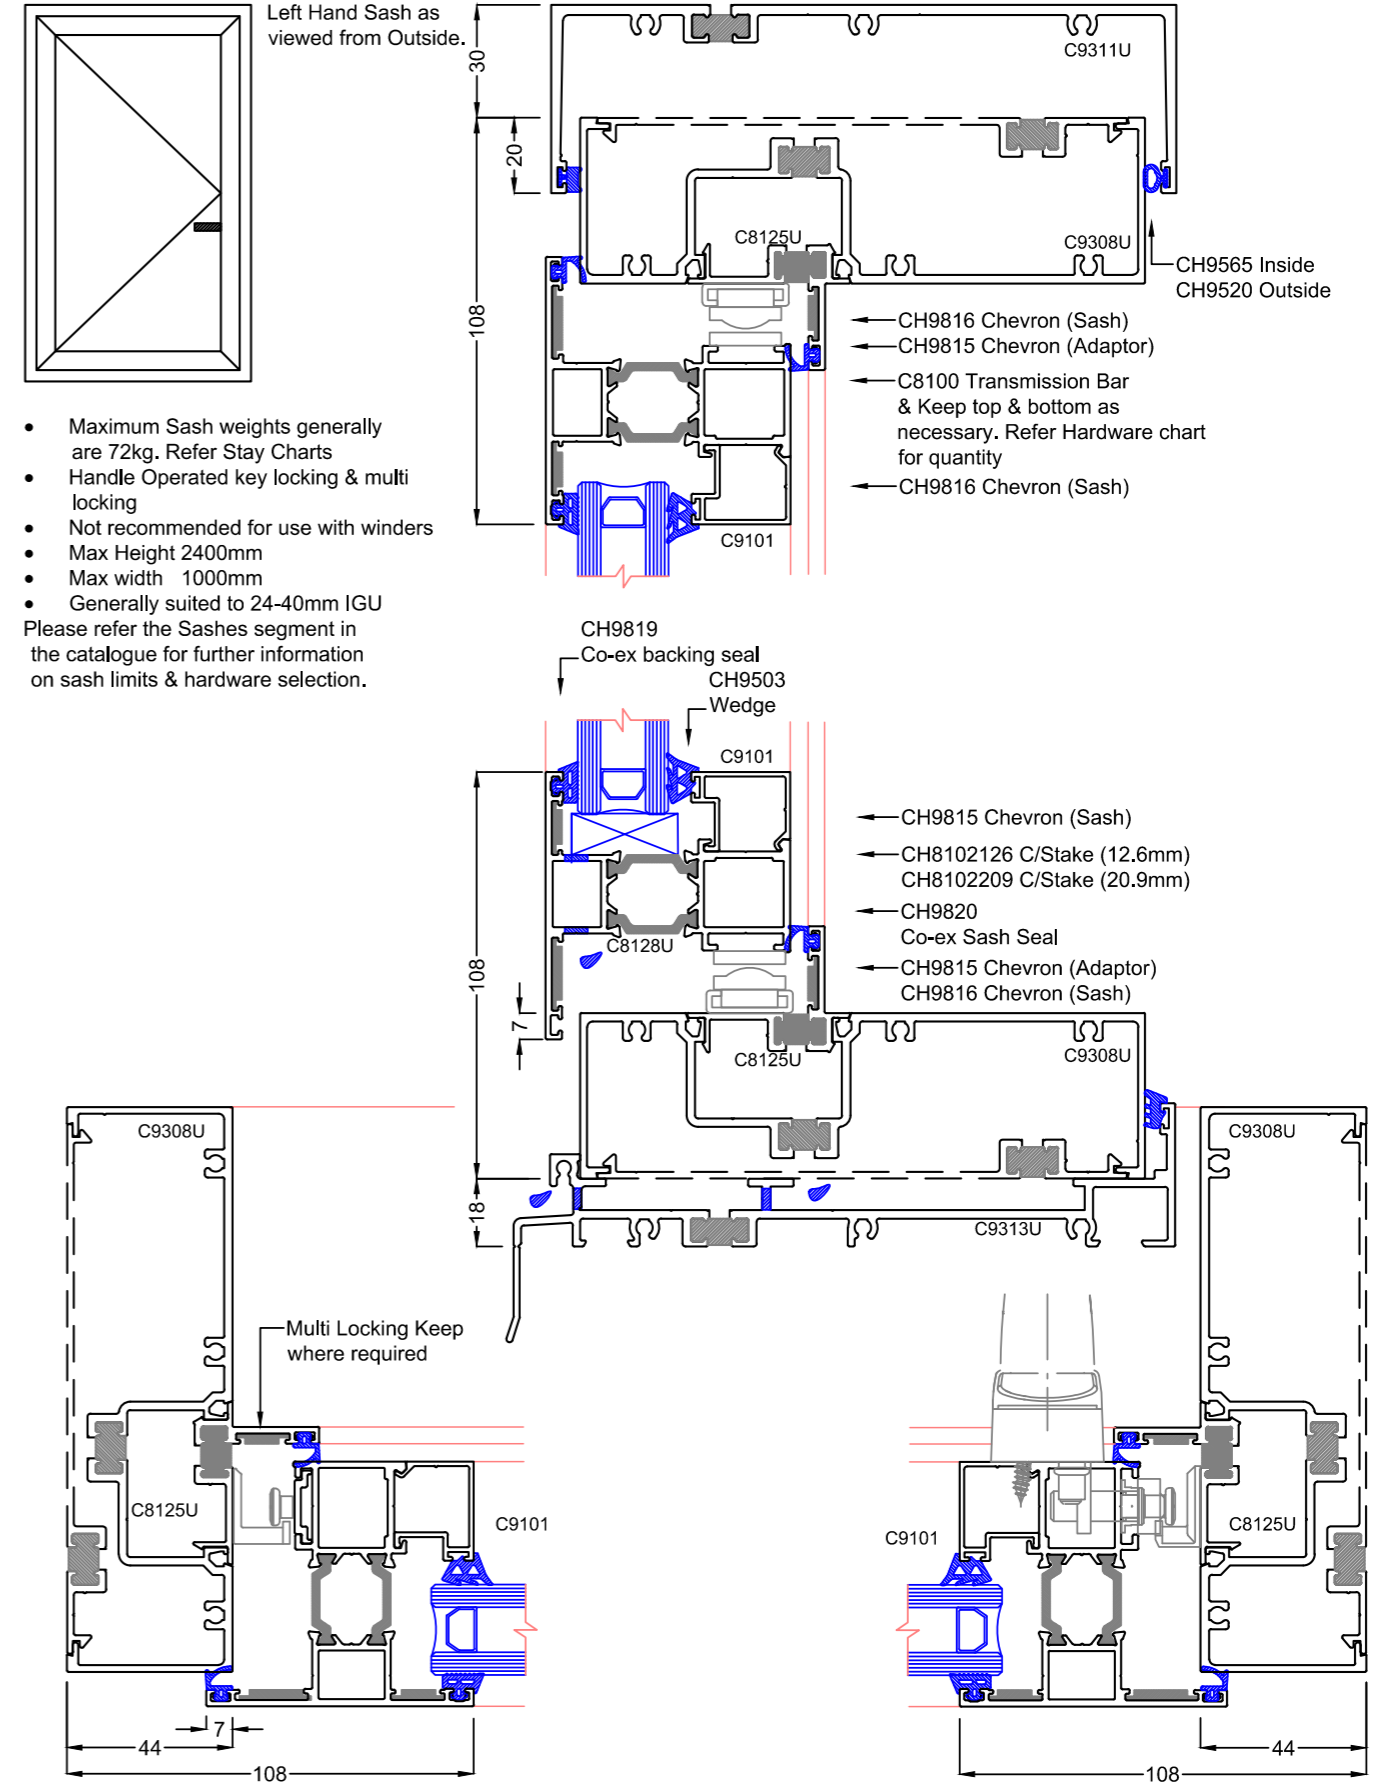 Left Hand Sash as
viewed from Outside.
• Maximum Sash weights generally
are 72kg. Refer Stay Charts
• Handle Operated key locking & multi
locking
• Not recommended for use with winders
• Max Height 2400mm
• Max width 1000mm
• Generally suited to 24-40mm IGU
Please refer the Sashes segment in
the catalogue for further information
on sash limits & hardware selection.
30
C9311U
20
108
C8125U
C9308U
CH9565 Inside
CH9520 Outside
CH9816 Chevron (Sash)
CH9815 Chevron (Adaptor)
C8100 Transmission Bar
& Keep top & bottom as
necessary. Refer Hardware chart
for quantity
CH9816 Chevron (Sash)
C9101
CH9819
Co-ex backing seal
CH9503
Wedge
C9101
CH9815 Chevron (Sash)
CH8102126 C/Stake (12.6mm)
CH8102209 C/Stake (20.9mm)
CH9820
Co-ex Sash Seal
C8128U
CH9815 Chevron (Adaptor)
CH9816 Chevron (Sash)
108
7
C8125U
C9308U
18
C9313U
C9308U
Multi Locking Keep
where required
C8125U
C9101
7
44
108
C9308U
C9101
C8125U
44
108